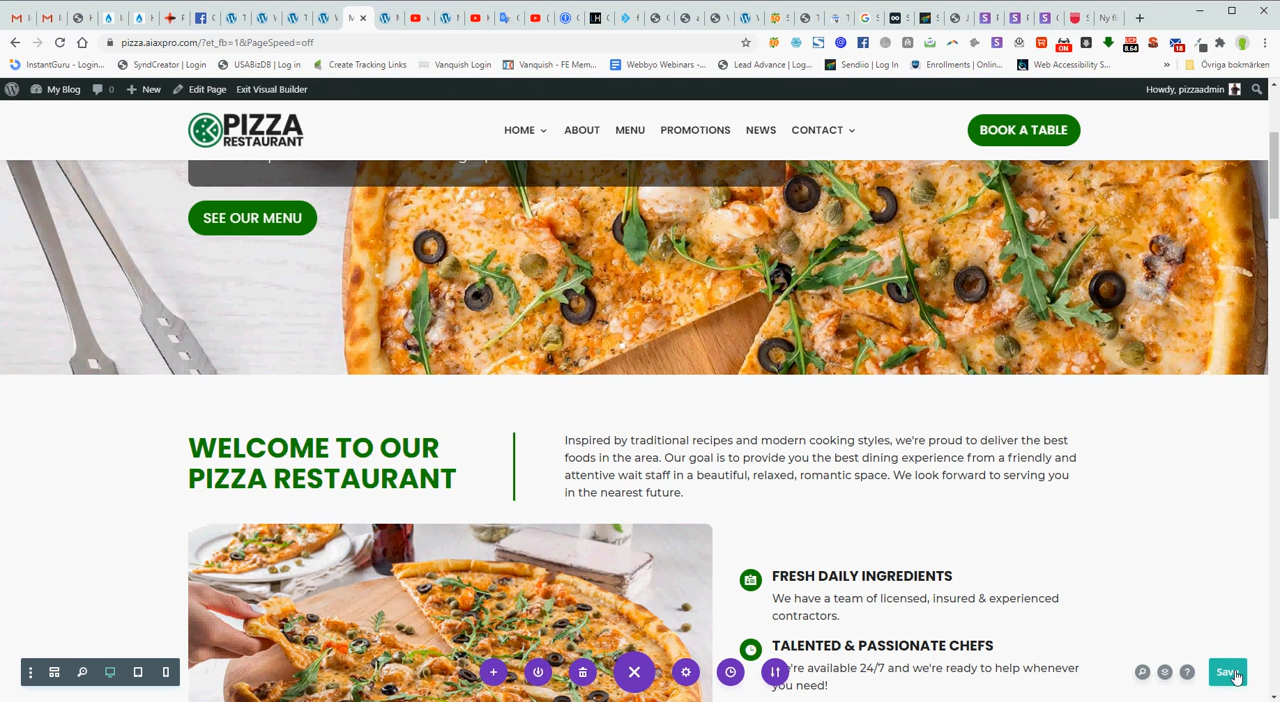 pizza.aiaxpro.com/?et_fb=1&PageSpeed=off
InstantGuru - Login...
SyndCreator | Login
USABizDB | Log in
Create Tracking Links
Vanquish Login
Vanquish - FE Mem...
Webbyo Webinars -...
Lead Advance | Log...
Sendiio | Log In
Enrollments | Onlin...
Web Accessibility S...
»
Övriga bokmärken
My Blog
New
Edit Page
Exit Visual Builder
Howdy, pizzaadmin
PIZZA
RESTAURANT
HOME
ABOUT
MENU
PROMOTIONS
NEWS
CONTACT
BOOK A TABLE
SEE OUR MENU
WELCOME TO OUR
PIZZA RESTAURANT
Inspired by traditional recipes and modern cooking styles, we're proud to deliver the best
foods in the area. Our goal is to provide you the best dining experience from a friendly and
attentive wait staff in a beautiful, relaxed, romantic space. We look forward to serving you
in the nearest future.
FRESH DAILY INGREDIENTS
We have a team of licensed, insured & experienced
contractors.
TALENTED & PASSIONATE CHEFS
We're available 24/7 and we're ready to help whenever
you need!
Save